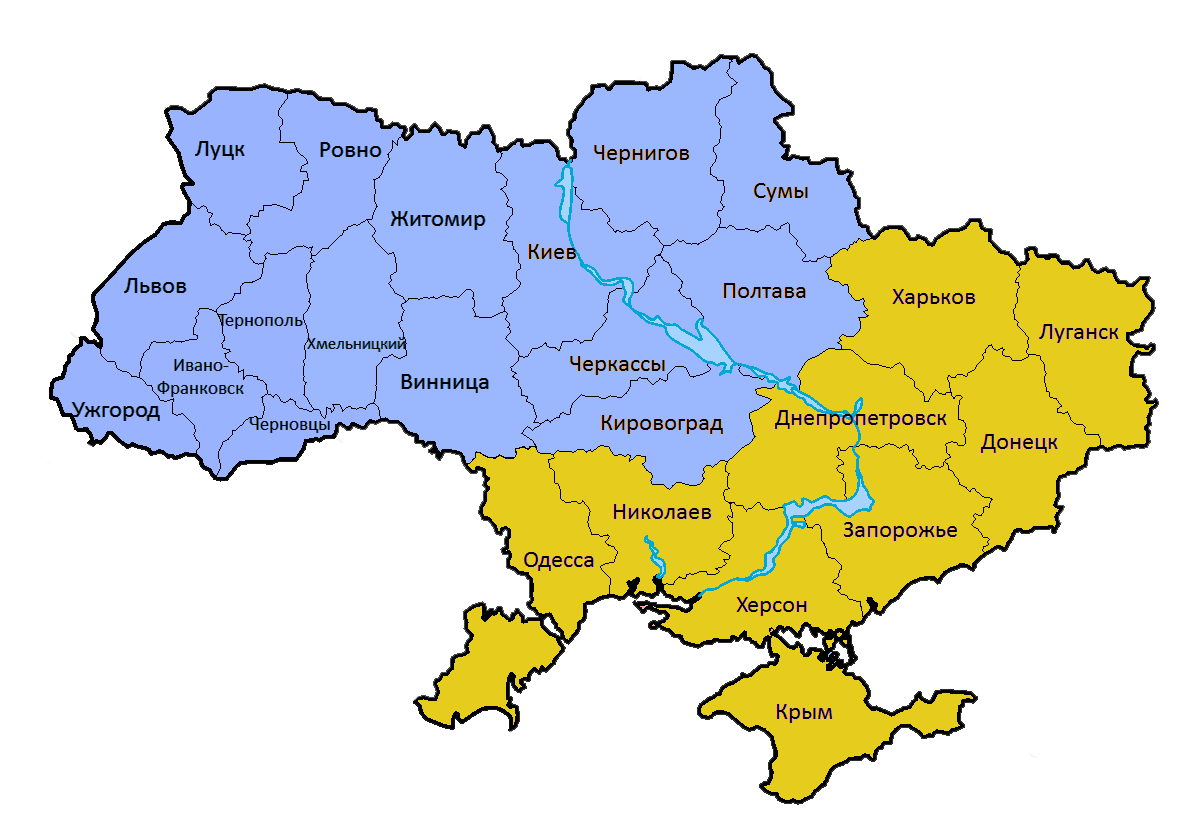 Луцк
Ровно
Чернигов
Сумы
Житомир
Киев
Львов
Полтава
Харьков
Тернополь
Луганск
Хмельницкий
Ивано-
Франковск
Черкассы
Винница
Ужгород
Черновцы
Кировоград
Днепропетровск
Донецк
Николаев
Запорожье
Одесса
Херсон
Крым